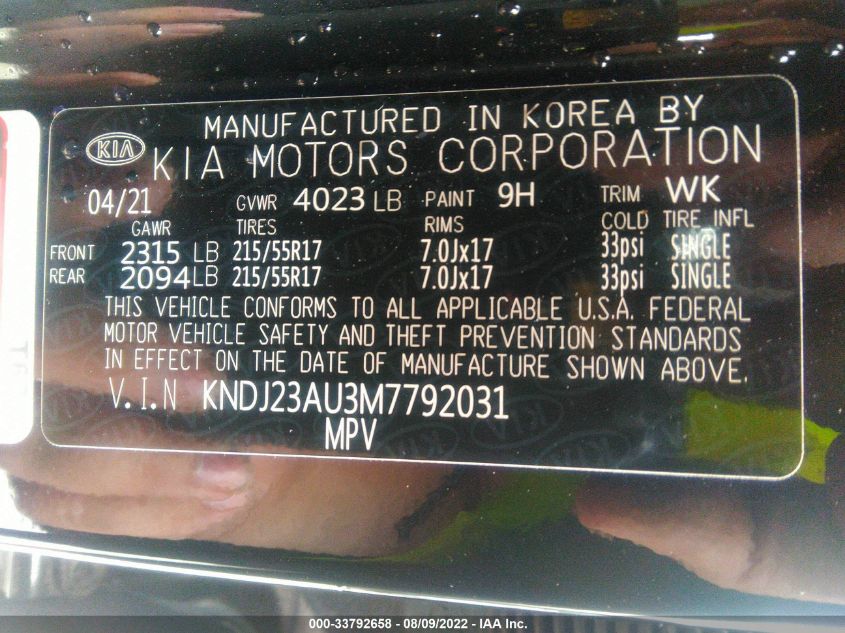 MANUFACTURED IN KOREA BY
KIA KIA MOTORS CORPORATION
04/21 GVWR 4023 LB PAINT 9H TRIM WK
GAWR TIRES RIMS COLD TIRE INFL
FRONT 2315 LB 215/55R17 7.0Jx17 33psi SINGLE
REAR 2094 LB 215/55R17 7.0Jx17 33psi SINGLE
THIS VEHICLE CONFORMS TO ALL APPLICABLE U.S.A. FEDERAL
MOTOR VEHICLE SAFETY AND THEFT PREVENTION STANDARDS
IN EFFECT ON THE DATE OF MANUFACTURE SHOWN ABOVE.
V.I.N KNDJ23AU3M7792031
MPV
000-33792658 - 08/09/2022 - IAA Inc.